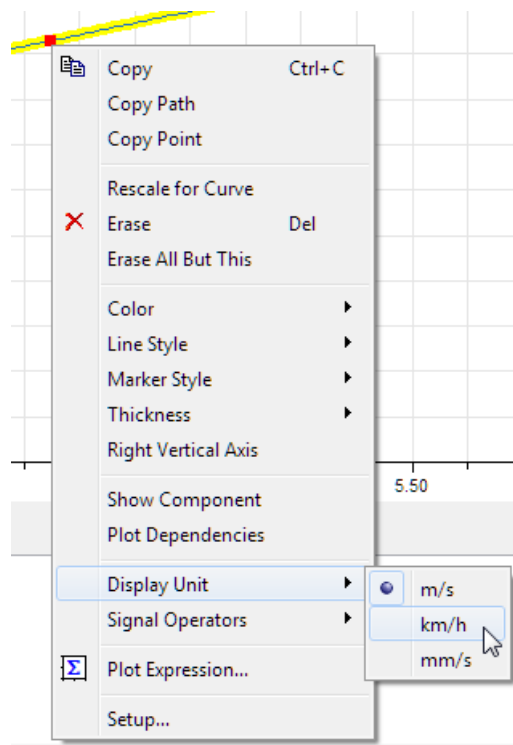 Copy Ctrl+C
Copy Path
Copy Point
Rescale for Curve
Erase Del
Erase All But This
Color
Line Style
Marker Style
Thickness
Right Vertical Axis
5.50
Show Component
Plot Dependencies
Display Unit
m/s
km/h
mm/s
Signal Operators
Σ Plot Expression...
Setup...